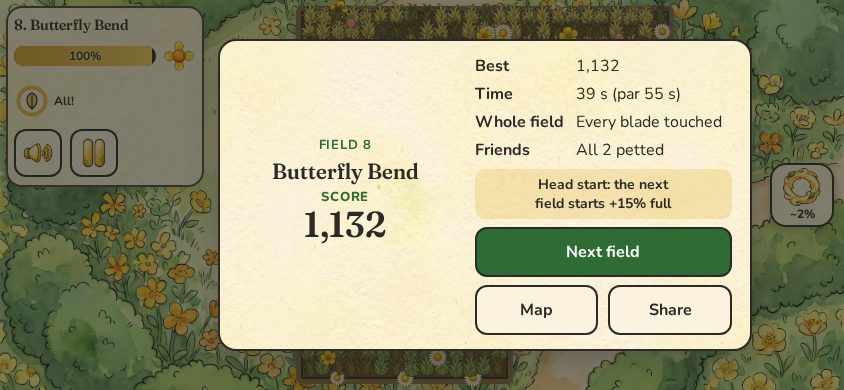 8. Butterfly Bend
100%
All!
FIELD 8
Butterfly Bend
SCORE
1,132
Best 1,132
Time 39 s (par 55 s)
Whole field Every blade touched
Friends All 2 petted
Head start: the next
field starts +15% full
Next field
Map Share
~2%